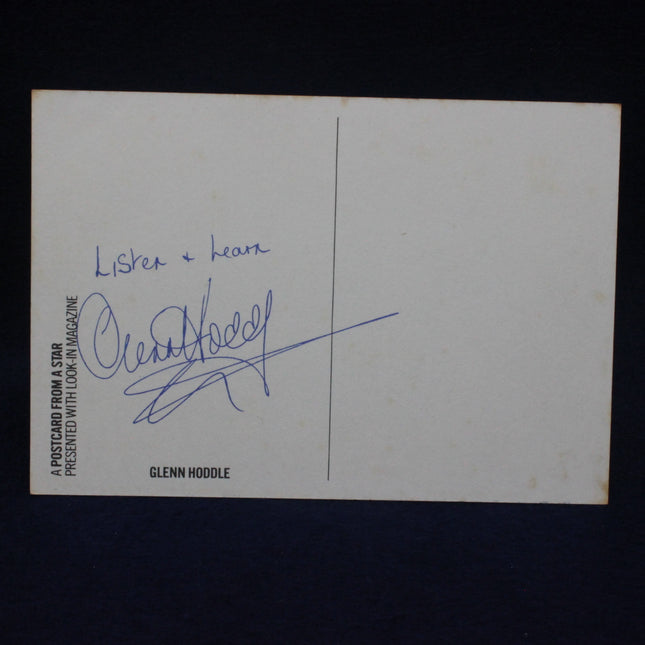 Listen + Learn
Glenn Hoddle
A POSTCARD FROM A STAR
PRESENTED WITH LOOK-IN MAGAZINE
GLENN HODDLE